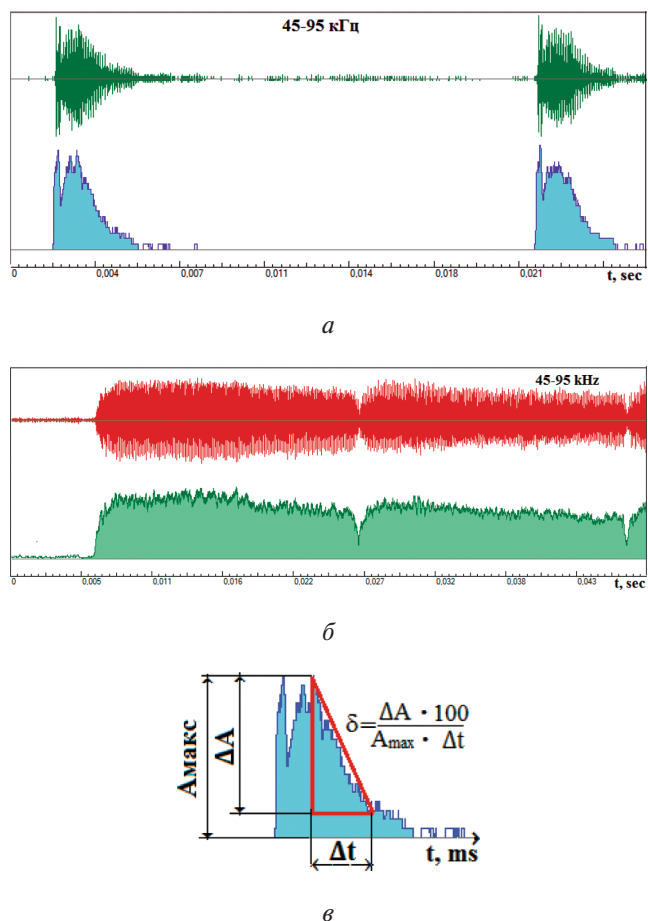 45-95 кГц
0 0,004 0,007 0,011 0,014 0,018 0,021
t, sec
а
45-95 kHz
0 0,005 0,011 0,016 0,022 0,027 0,032 0,038 0,043
t, sec
б
Aмакс
ΔA
δ=ΔA · 100/Amax · Δt
Δt
t, ms
в